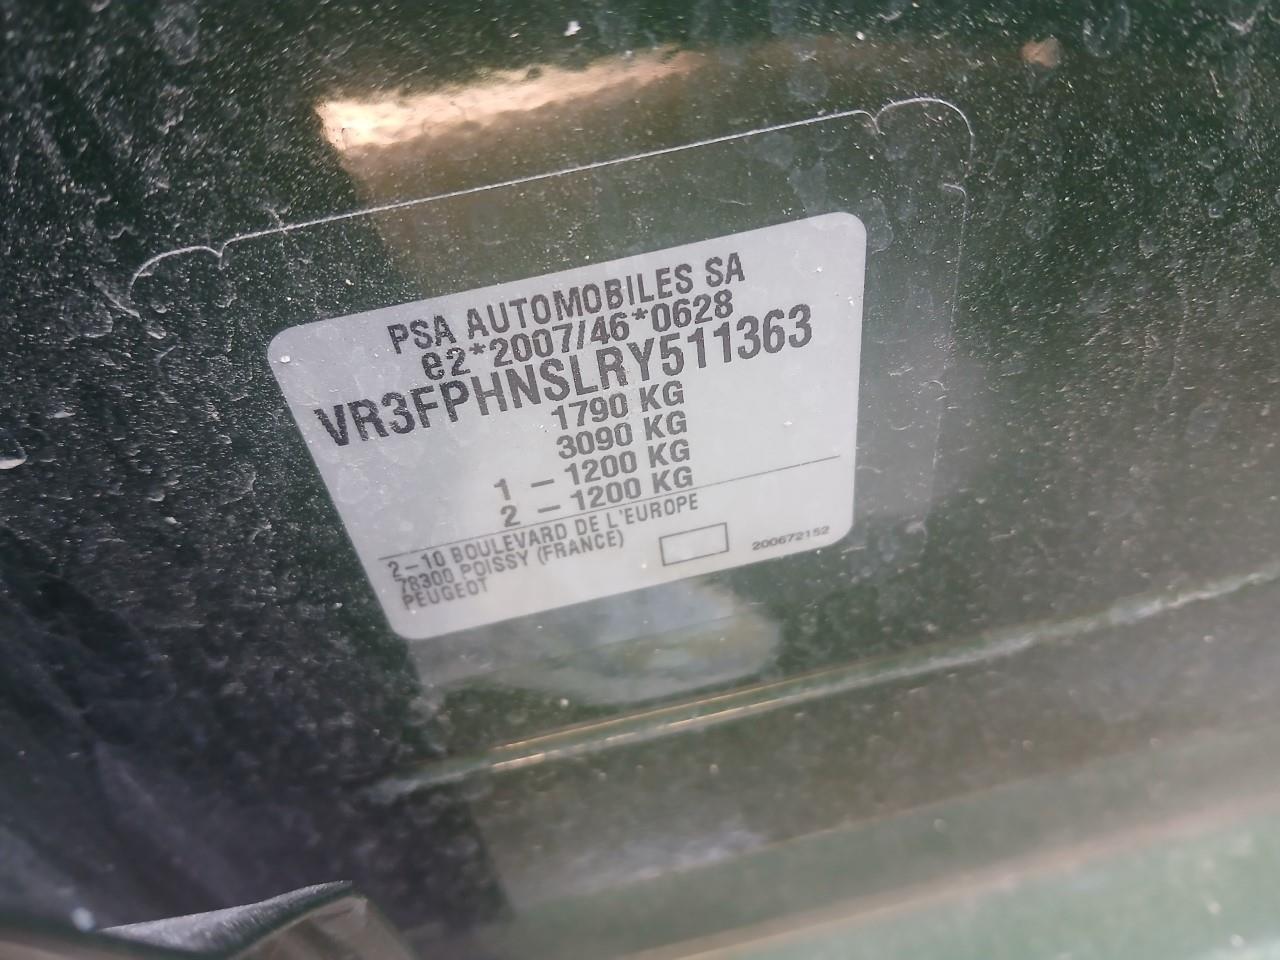 PSA AUTOMOBILES SA
e2*2007/46*0628
VR3FPHNSLRY511363
1790 KG
3090 KG
1 – 1200 KG
2 – 1200 KG
2–10 BOULEVARD DE L'EUROPE
78300 POISSY (FRANCE)
PEUGEOT
200672152